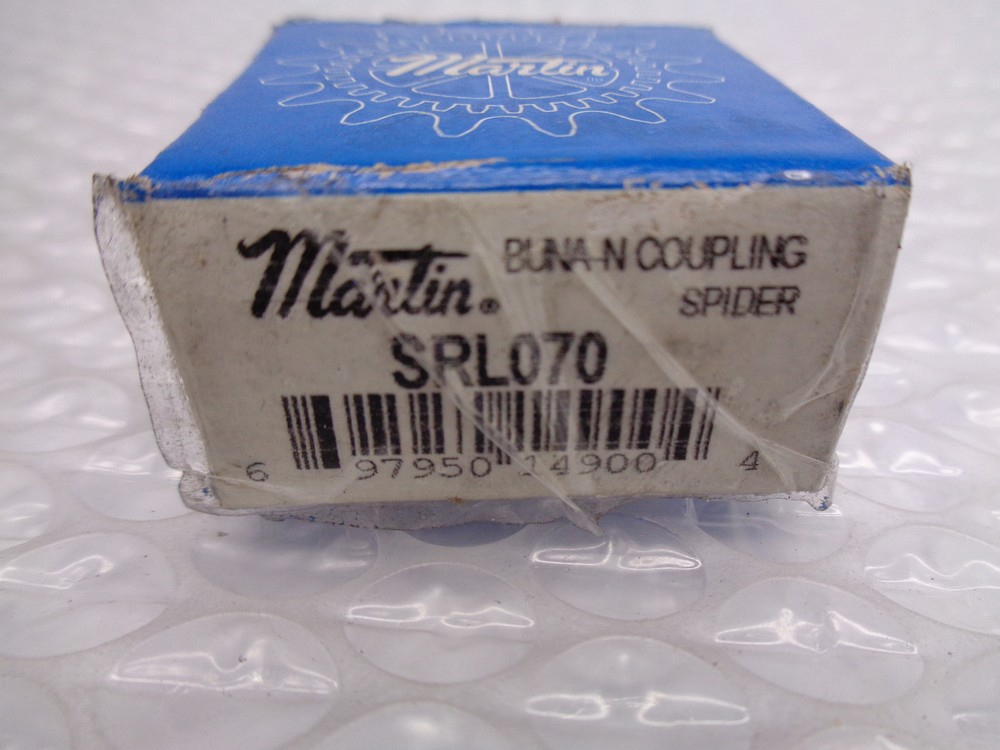 Martin
Martin®
BUNA-N COUPLING
SPIDER
SRL070
6 97950 14900 4